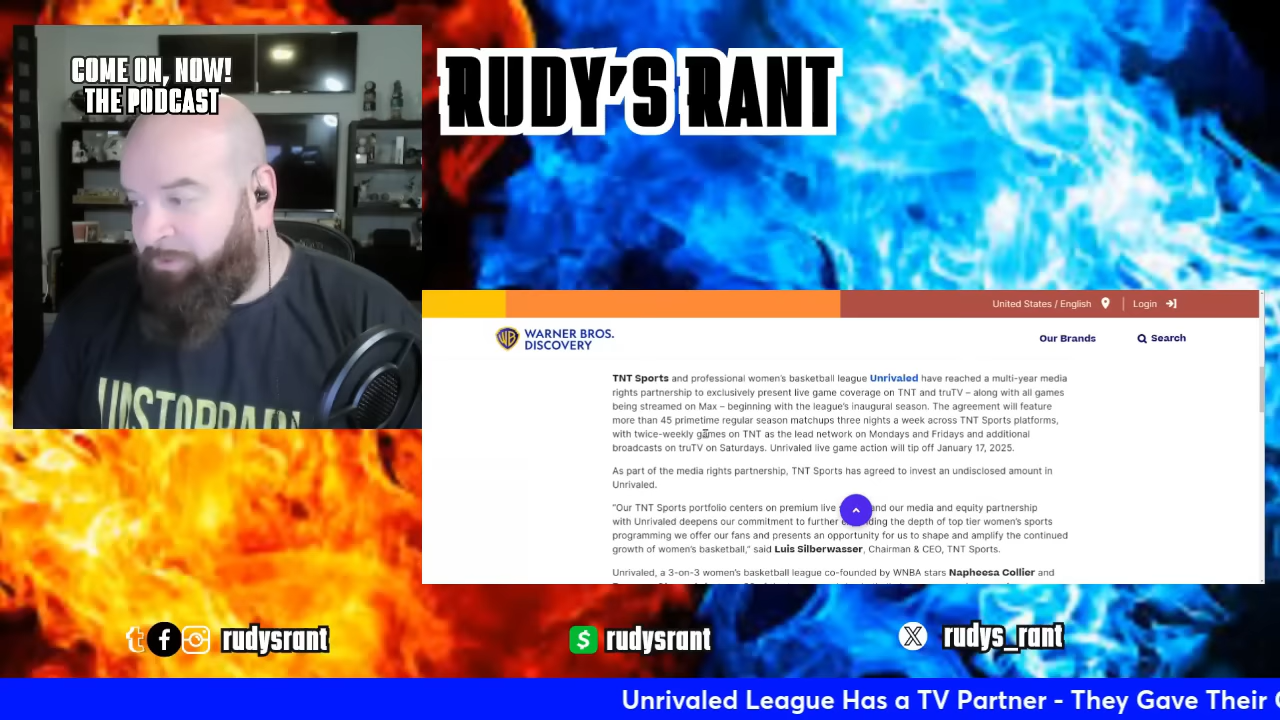 COME ON, NOW!
THE PODCAST
RUDY'S RANT
United States / English
Login
WB
WARNER BROS.
DISCOVERY
Our Brands
Search
TNT Sports and professional women's basketball league Unrivaled have reached a multi-year media
rights partnership to exclusively present live game coverage on TNT and truTV – along with all games
being streamed on Max – beginning with the league's inaugural season. The agreement will feature
more than 45 primetime regular season matchups three nights a week across TNT Sports platforms,
with twice-weekly games on TNT as the lead network on Mondays and Fridays and additional
broadcasts on truTV on Saturdays. Unrivaled live game action will tip off January 17, 2025.
As part of the media rights partnership, TNT Sports has agreed to invest an undisclosed amount in
Unrivaled.
"Our TNT Sports portfolio centers on premium live and our media and equity partnership
with Unrivaled deepens our commitment to further the depth of top tier women's sports
programming we offer our fans and presents an opportunity for us to shape and amplify the continued
growth of women's basketball," said Luis Silberwasser, Chairman & CEO, TNT Sports.
Unrivaled, a 3-on-3 women's basketball league co-founded by WNBA stars Napheesa Collier and
rudysrant
rudysrant
rudys_rant
Unrivaled League Has a TV Partner - They Gave Their